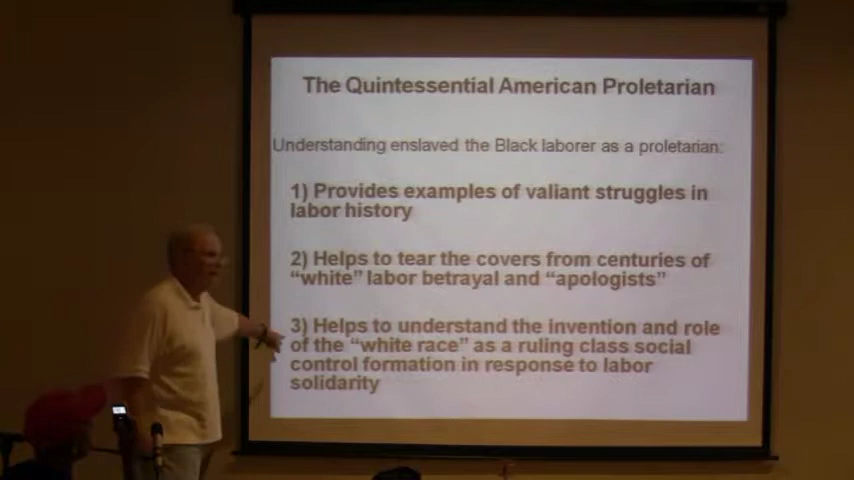 The Quintessential American Proletarian
Understanding enslaved the Black laborer as a proletarian:
1) Provides examples of valiant struggles in
labor history
2) Helps to tear the covers from centuries of
“white” labor betrayal and “apologists”
3) Helps to understand the invention and role
of the “white race” as a ruling class social
control formation in response to labor
solidarity